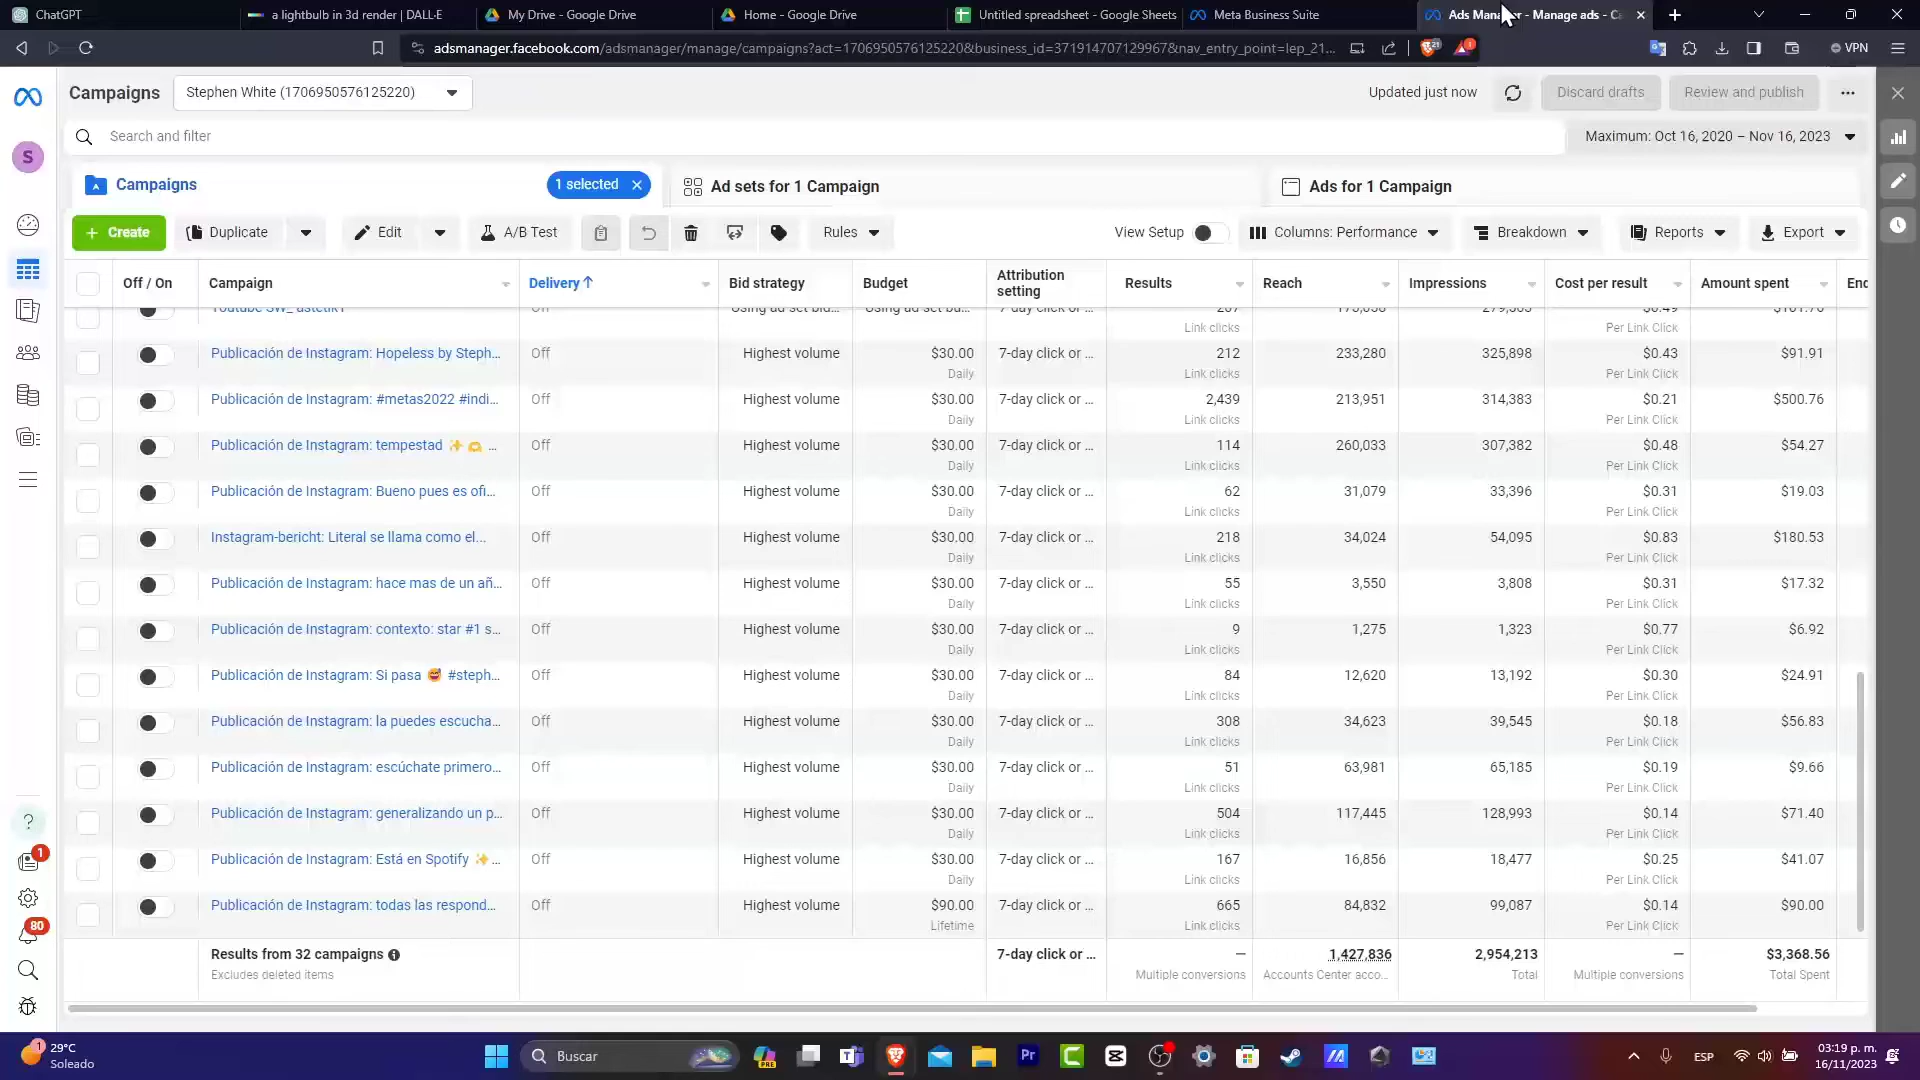 ChatGPT
a lightbulb in 3d render | DALL·E
My Drive - Google Drive
Home - Google Drive
Untitled spreadsheet - Google Sheets
Meta Business Suite
Ads Manager - Manage ads - C
adsmanager.facebook.com/adsmanager/manage/campaigns?act=1706950576125220&business_id=371914707129967&nav_entry_point=lep_21...
21
1
VPN
Campaigns
Stephen White (1706950576125220)
Updated just now
Discard drafts
Review and publish
Search and filter
Maximum: Oct 16, 2020 – Nov 16, 2023
S
Campaigns
1 selected
Ad sets for 1 Campaign
Ads for 1 Campaign
+ Create
Duplicate
Edit
A/B Test
Rules
View Setup
Columns: Performance
Breakdown
Reports
Export
Off / On
Campaign
Delivery ↑
Bid strategy
Budget
Attribution setting
Results
Reach
Impressions
Cost per result
Amount spent
Link clicks
Per Link Click
Publicación de Instagram: Hopeless by Steph... Off Highest volume $30.00 7-day click or ... 212 233,280 325,898 $0.43 $91.91
Daily Link clicks Per Link Click
Publicación de Instagram: #metas2022 #indi... Off Highest volume $30.00 7-day click or ... 2,439 213,951 314,383 $0.21 $500.76
Daily Link clicks Per Link Click
Publicación de Instagram: tempestad ✨ 🫶 ... Off Highest volume $30.00 7-day click or ... 114 260,033 307,382 $0.48 $54.27
Daily Link clicks Per Link Click
Publicación de Instagram: Bueno pues es ofi... Off Highest volume $30.00 7-day click or ... 62 31,079 33,396 $0.31 $19.03
Daily Link clicks Per Link Click
Instagram-bericht: Literal se llama como el... Off Highest volume $30.00 7-day click or ... 218 34,024 54,095 $0.83 $180.53
Daily Link clicks Per Link Click
Publicación de Instagram: hace mas de un añ... Off Highest volume $30.00 7-day click or ... 55 3,550 3,808 $0.31 $17.32
Daily Link clicks Per Link Click
Publicación de Instagram: contexto: star #1 s... Off Highest volume $30.00 7-day click or ... 9 1,275 1,323 $0.77 $6.92
Daily Link clicks Per Link Click
Publicación de Instagram: Si pasa 😅 #steph... Off Highest volume $30.00 7-day click or ... 84 12,620 13,192 $0.30 $24.91
Daily Link clicks Per Link Click
Publicación de Instagram: la puedes escucha... Off Highest volume $30.00 7-day click or ... 308 34,623 39,545 $0.18 $56.83
Daily Link clicks Per Link Click
Publicación de Instagram: escúchate primero... Off Highest volume $30.00 7-day click or ... 51 63,981 65,185 $0.19 $9.66
Daily Link clicks Per Link Click
Publicación de Instagram: generalizando un p... Off Highest volume $30.00 7-day click or ... 504 117,445 128,993 $0.14 $71.40
Daily Link clicks Per Link Click
Publicación de Instagram: Está en Spotify ✨... Off Highest volume $30.00 7-day click or ... 167 16,856 18,477 $0.25 $41.07
Daily Link clicks Per Link Click
Publicación de Instagram: todas las respond... Off Highest volume $90.00 7-day click or ... 665 84,832 99,087 $0.14 $90.00
Lifetime Link clicks Per Link Click
Results from 32 campaigns 7-day click or ... — 1,427,836 2,954,213 — $3,368.56
Excludes deleted items Multiple conversions Accounts Center acco... Total Multiple conversions Total Spent
?
1
80
1
29°C
Soleado
Buscar
PRE
Pr
ESP
03:19 p. m.
16/11/2023